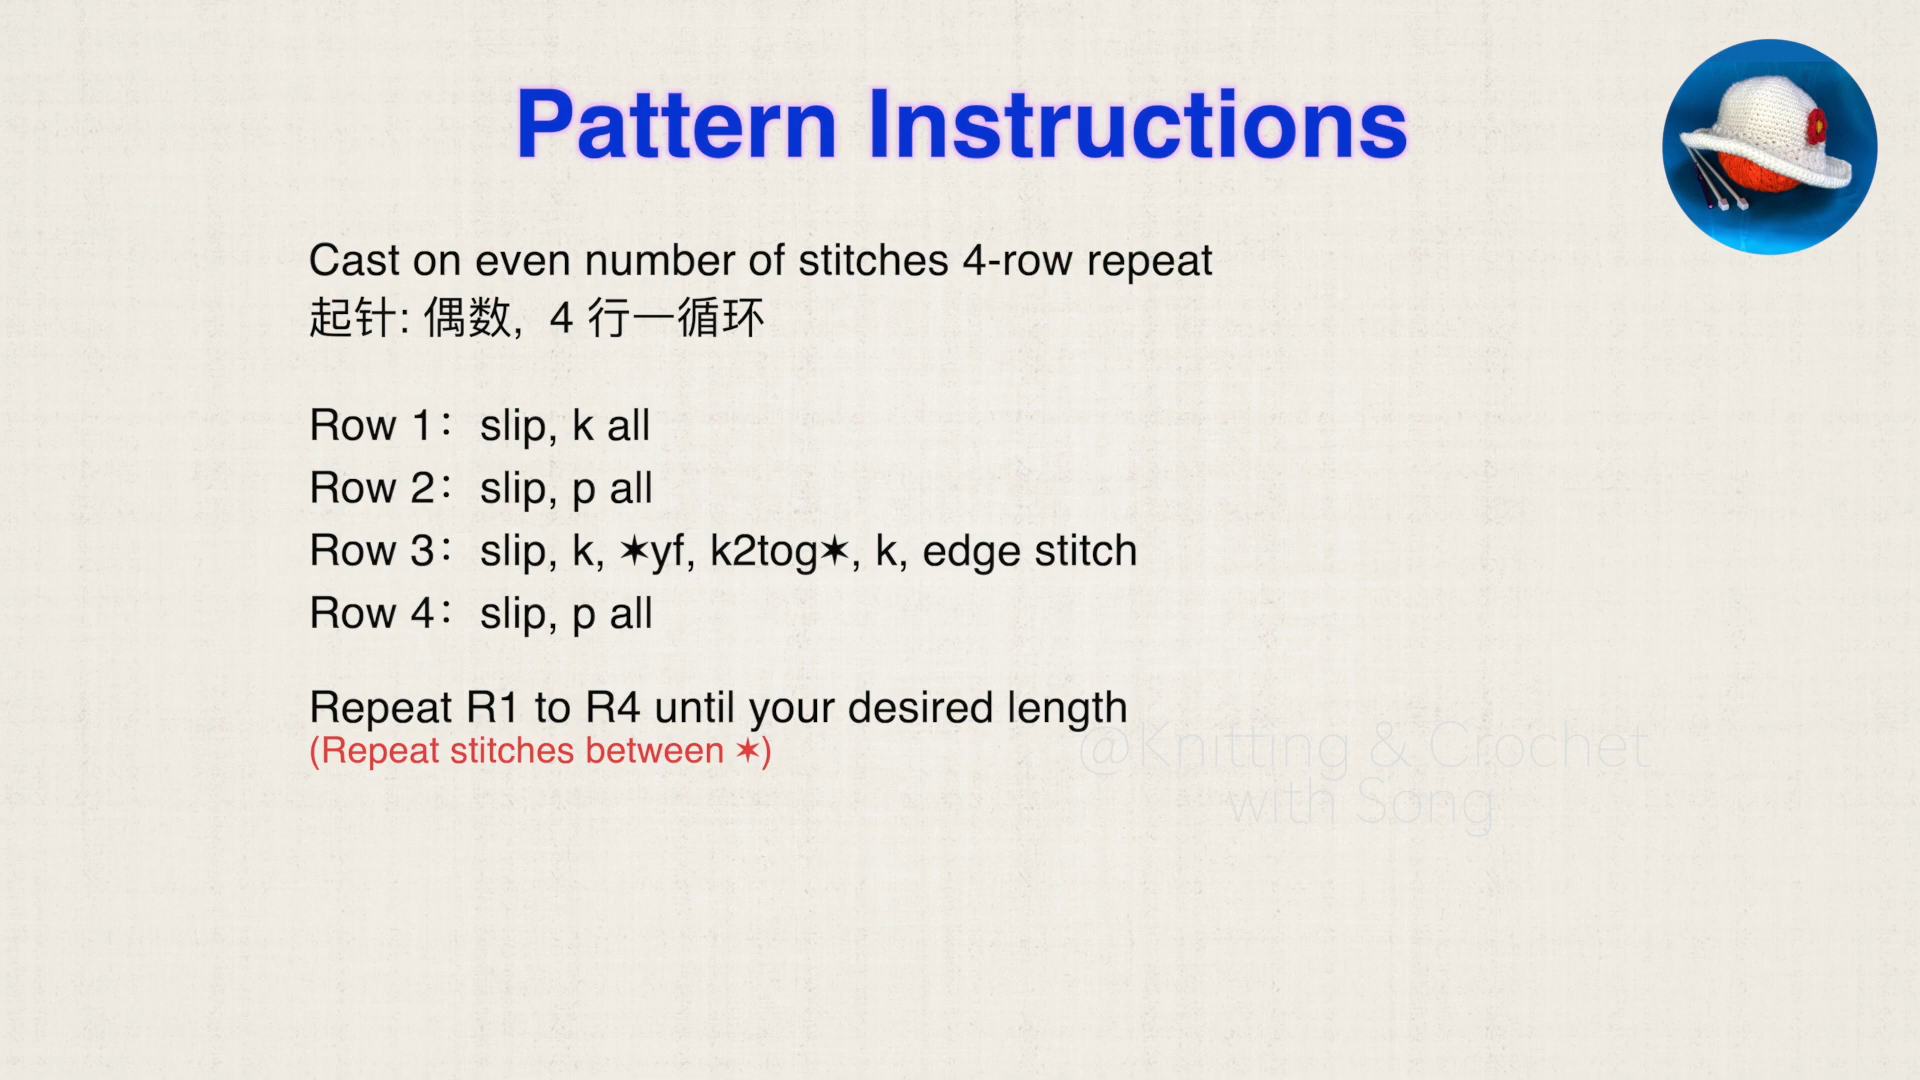 Pattern Instructions
Cast on even number of stitches 4-row repeat
起针: 偶数, 4 行一循环
Row 1：slip, k all
Row 2：slip, p all
Row 3：slip, k, ✶yf, k2tog✶, k, edge stitch
Row 4：slip, p all
Repeat R1 to R4 until your desired length
(Repeat stitches between ✶)
@Knitting & Crochet
with Song